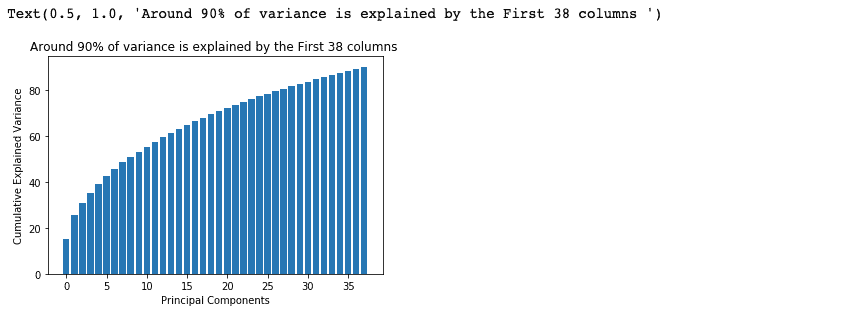 Text(0.5, 1.0, 'Around 90% of variance is explained by the First 38 columns ')
Around 90% of variance is explained by the First 38 columns
80
60
40
20
0
Cumulative Explained Variance
0 5 10 15 20 25 30 35
Principal Components